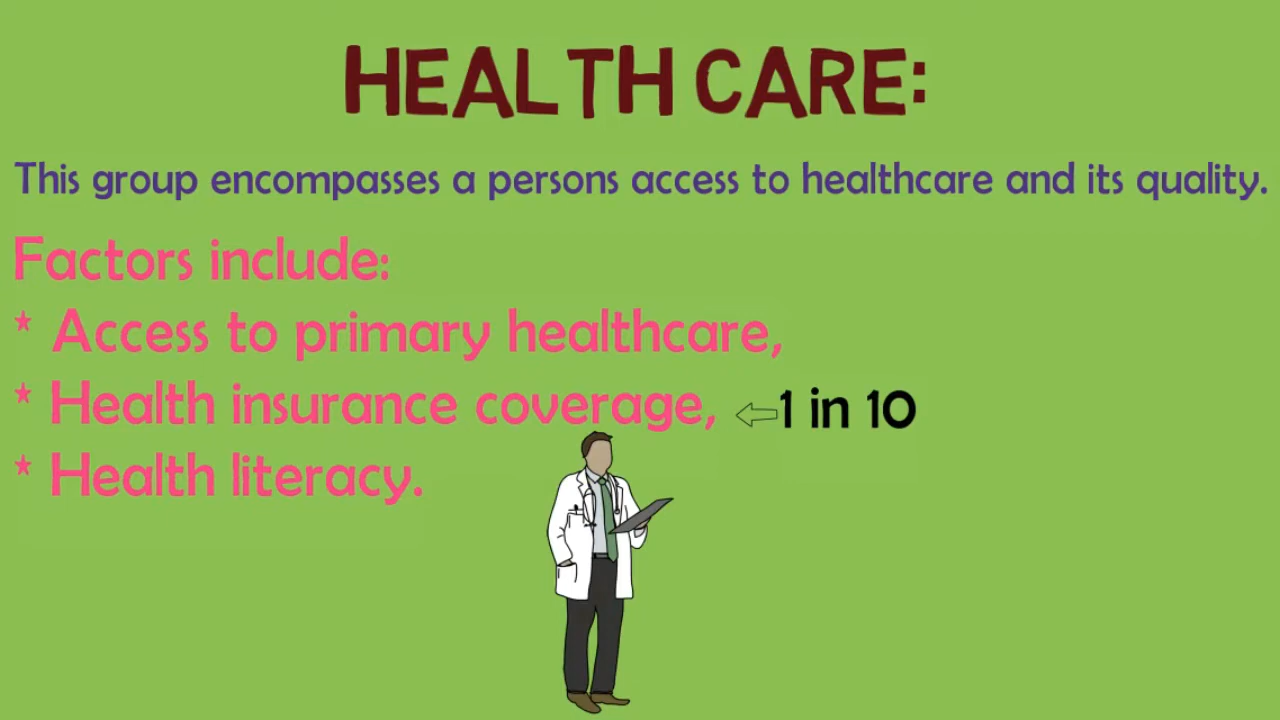 HEALTH CARE:
This group encompasses a persons access to healthcare and its quality.
Factors include:
* Access to primary healthcare,
* Health insurance coverage, ⇦1 in 10
* Health literacy.